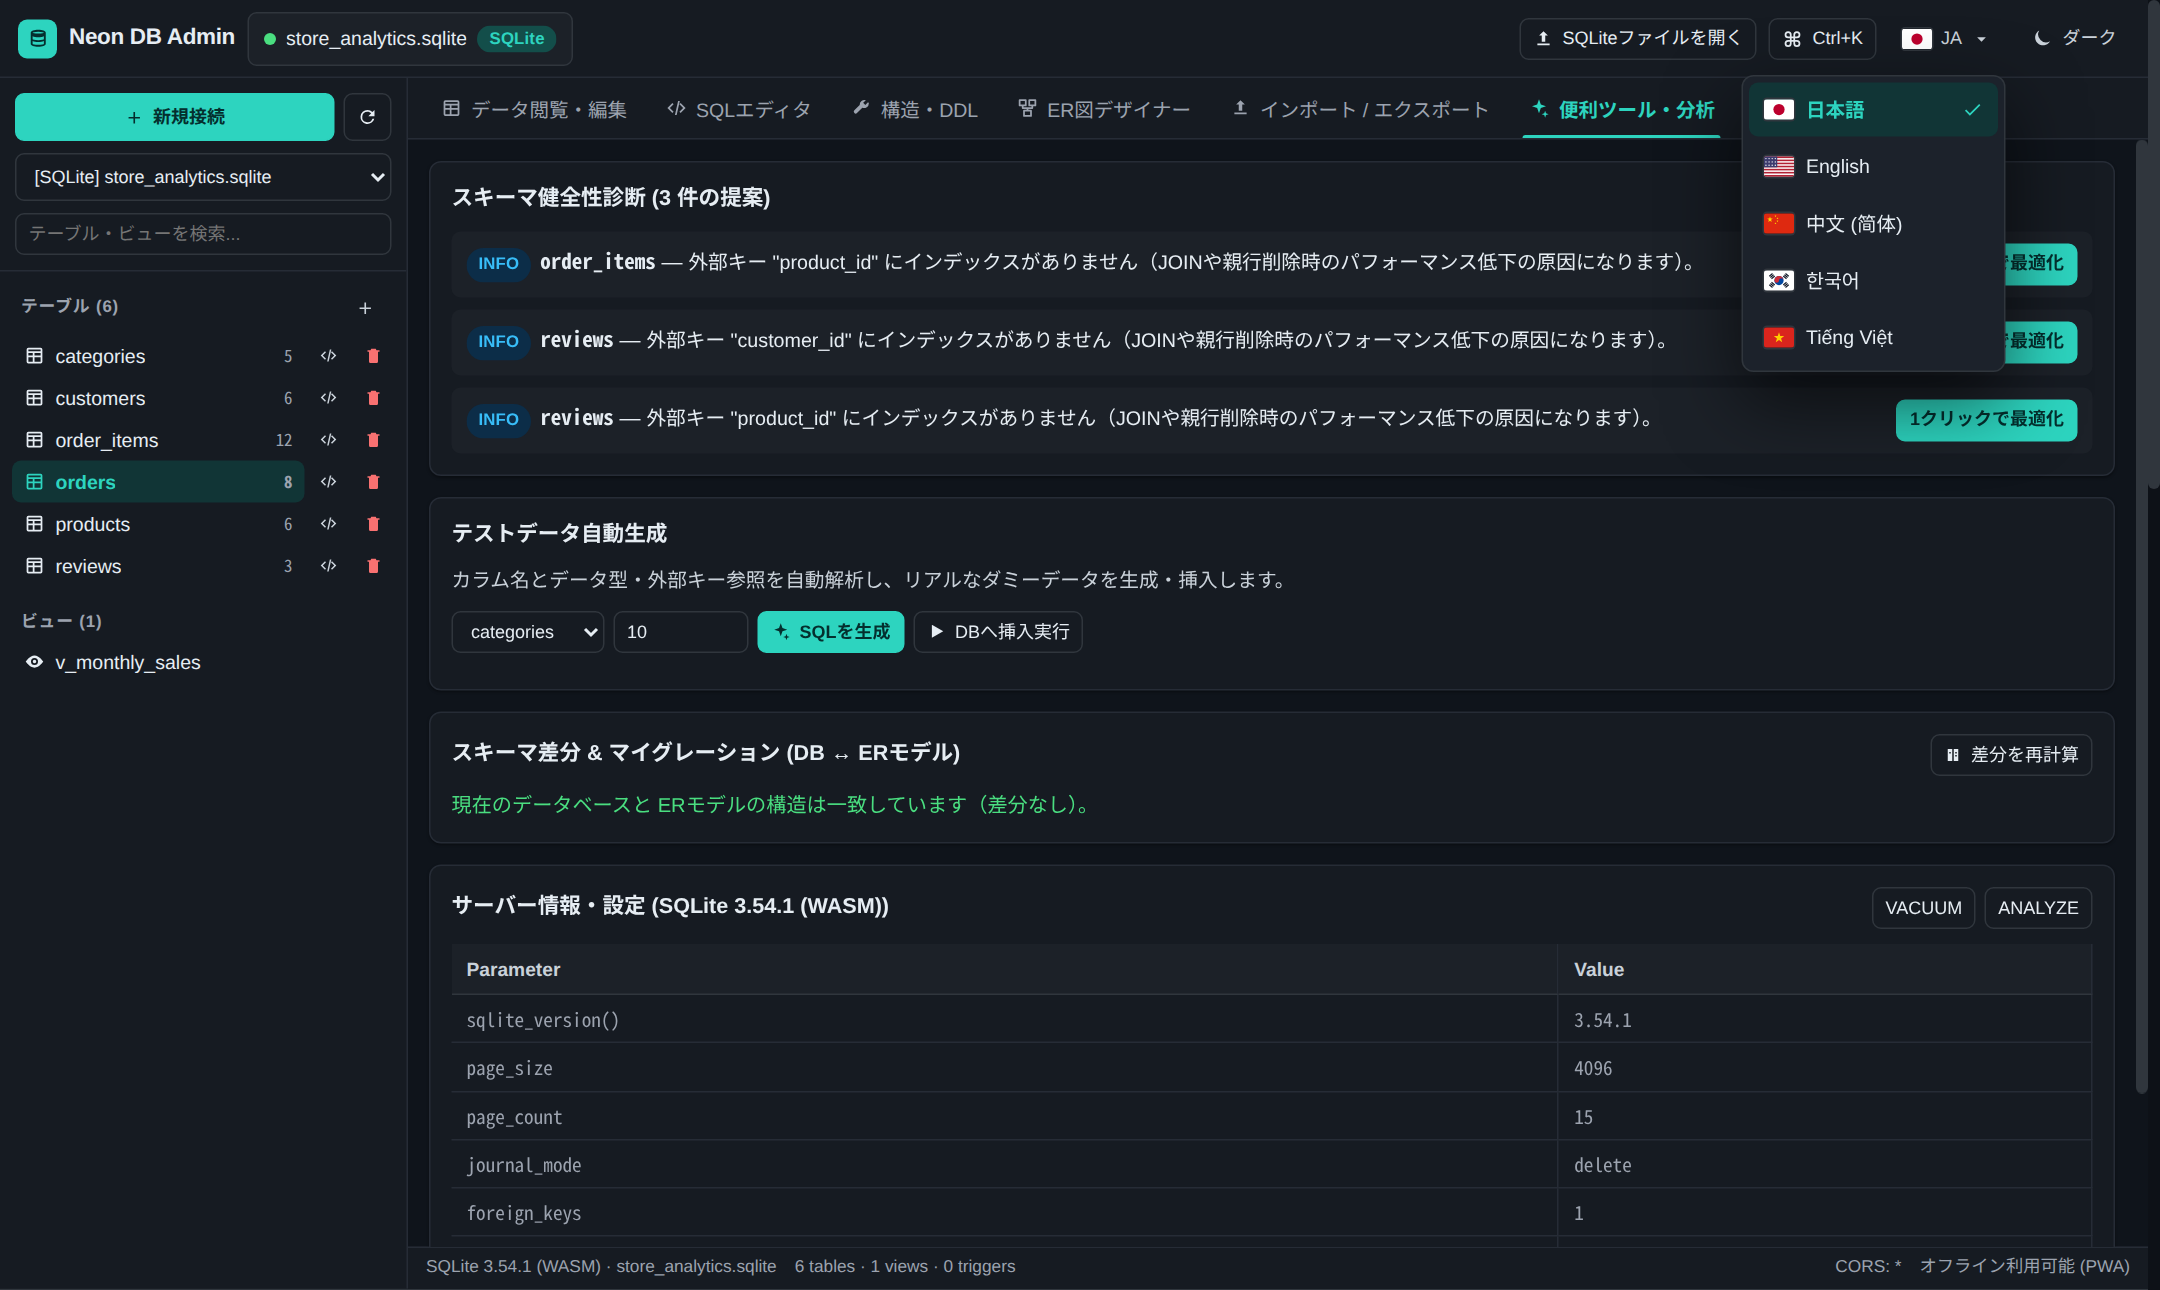 Neon DB Admin
store_analytics.sqlite SQLite
SQLiteファイルを開く
Ctrl+K
JA
ダーク
新規接続
[SQLite] store_analytics.sqlite
テーブル・ビューを検索...
テーブル (6)
categories 5
customers 6
order_items 12
orders 8
products 6
reviews 3
ビュー (1)
v_monthly_sales
データ閲覧・編集
SQLエディタ
構造・DDL
ER図デザイナー
インポート / エクスポート
便利ツール・分析
日本語
English
中文 (简体)
한국어
Tiếng Việt
スキーマ健全性診断 (3 件の提案)
INFO order_items — 外部キー "product_id" にインデックスがありません（JOINや親行削除時のパフォーマンス低下の原因になります）。
で最適化
INFO reviews — 外部キー "customer_id" にインデックスがありません（JOINや親行削除時のパフォーマンス低下の原因になります）。
で最適化
INFO reviews — 外部キー "product_id" にインデックスがありません（JOINや親行削除時のパフォーマンス低下の原因になります）。
1クリックで最適化
テストデータ自動生成
カラム名とデータ型・外部キー参照を自動解析し、リアルなダミーデータを生成・挿入します。
categories 10 SQLを生成 DBへ挿入実行
スキーマ差分 & マイグレーション (DB ↔ ERモデル)
差分を再計算
現在のデータベースと ERモデルの構造は一致しています（差分なし）。
サーバー情報・設定 (SQLite 3.54.1 (WASM))
VACUUM ANALYZE
Parameter Value
sqlite_version() 3.54.1
page_size 4096
page_count 15
journal_mode delete
foreign_keys 1
SQLite 3.54.1 (WASM) · store_analytics.sqlite 6 tables · 1 views · 0 triggers
CORS: * オフライン利用可能 (PWA)